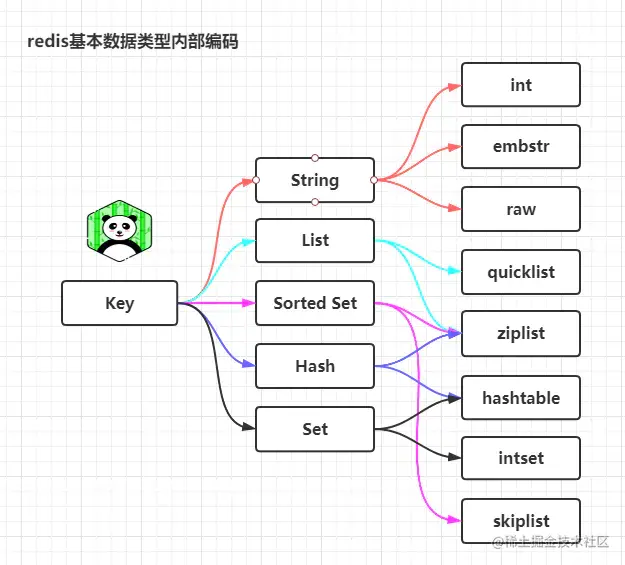 redis基本数据类型内部编码
Key
String
List
Sorted Set
Hash
Set
int
embstr
raw
quicklist
ziplist
hashtable
intset
skiplist
@稀土掘金技术社区